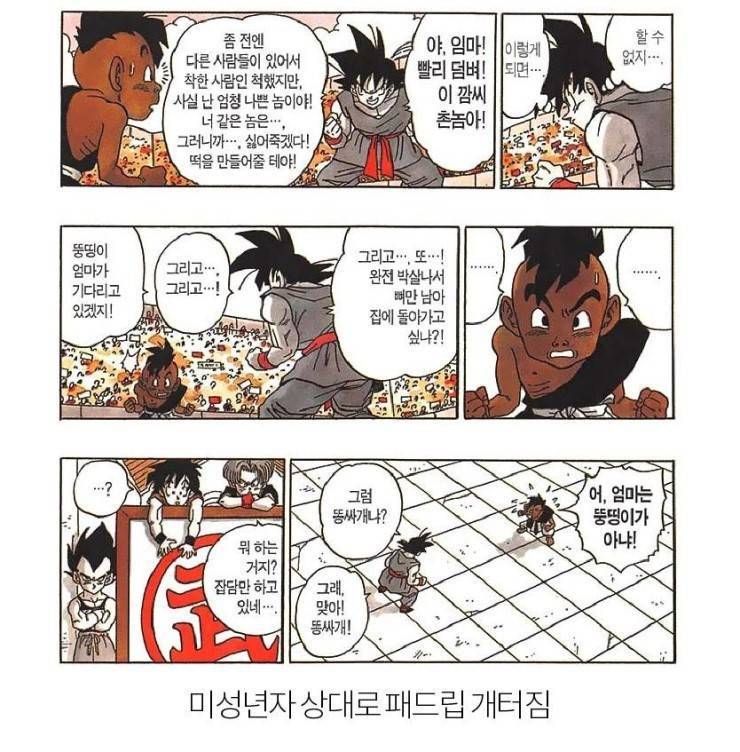 할 수
없지…,
이렇게
되면…,
야, 임마!
빨리 덤벼!
이 깜씨
촌놈아!
좀 전엔
다른 사람들이 있어서
착한 사람인 척했지만,
사실 난 엄청 나쁜 놈이야!
너 같은 놈은…,
그러니까…, 싫어죽겠다!
떡을 만들어줄 테야!
………,
………,
그리고…, 또…!
완전 박살나서
뼈만 남아
집에 돌아가고
싶냐?!
그리고…,
그리고…!
뚱띵이
엄마가
기다리고
있겠지!
어, 엄마는
뚱띵이가
아냐!
그럼
똥싸개냐?
그래,
맞아!
똥싸개!
뭐 하는
거지?
잡담만 하고
있네…,
…?
미성년자 상대로 패드립 개터짐